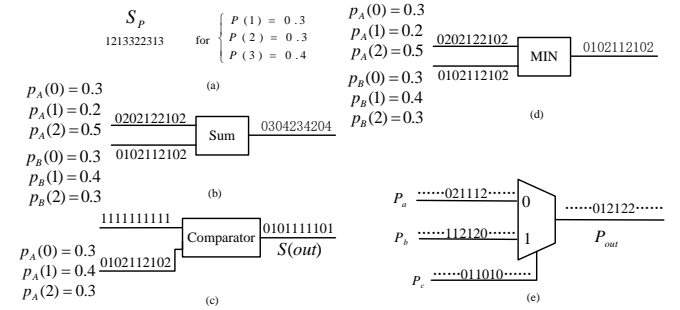 S_P
1213322313
for
P(1) = 0.3
P(2) = 0.3
P(3) = 0.4
(a)
p_A(0) = 0.3
p_A(1) = 0.2
p_A(2) = 0.5
p_B(0) = 0.3
p_B(1) = 0.4
p_B(2) = 0.3
0202122102
0102112102
Sum
0304234204
(b)
1111111111
p_A(0) = 0.3
p_A(1) = 0.4
p_A(2) = 0.3
0102112102
Comparator
0101111101
S(out)
(c)
p_A(0) = 0.3
p_A(1) = 0.2
p_A(2) = 0.5
p_B(0) = 0.3
p_B(1) = 0.4
p_B(2) = 0.3
0202122102
0102112102
MIN
0102112102
(d)
P_a
……021112……
0
P_b
……112120……
1
P_c
……011010……
……012122……
P_out
(e)